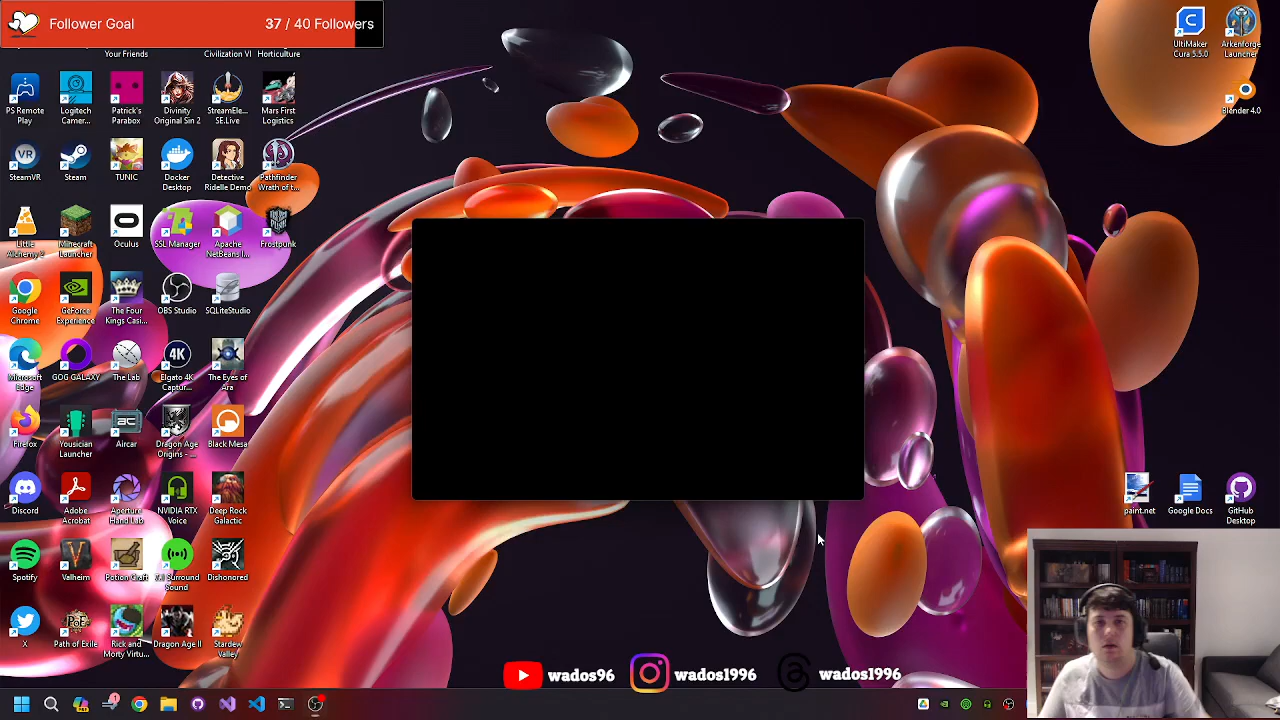 Follower Goal 37 / 40 Followers
Your Friends
Civilization VI
Horticulture
UltiMaker Cura 5.5.0
Arkenforge Launcher
PS Remote Play
Logitech Camer...
Patrick's Parabox
Divinity Original Sin 2
StreamEle... SE.Live
Mars First Logistics
Blender 4.0
SteamVR
Steam
TUNIC
Docker Desktop
Detective Ridelle Demo
Pathfinder Wrath of t...
Little Alchemy 2
Minecraft Launcher
Oculus
SSL Manager
Apache NetBeans I...
Frostpunk
Google Chrome
GeForce Experience
The Four Kings Casi...
OBS Studio
SQLiteStudio
Microsoft Edge
GOG GALAXY
The Lab
4K
Elgato 4K Captur...
The Eyes of Ara
Firefox
Yousician Launcher
Aircar
Dragon Age Origins - ...
Black Mesa
Discord
Adobe Acrobat
Aperture Hand Lab
NVIDIA RTX Voice
Deep Rock Galactic
paint.net
Google Docs
GitHub Desktop
Spotify
Valheim
Potion Craft
7.1 Surround Sound
Dishonored
X
Path of Exile
Rick and Morty Virtu...
Dragon Age II
Stardew Valley
wados96 wados1996 wados1996